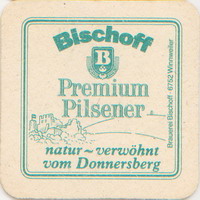 Bischoff
B
Premium
Pilsener
natur~verwöhnt
vom Donnersberg
Brauerei Bischoff · 6752 Winnweiler